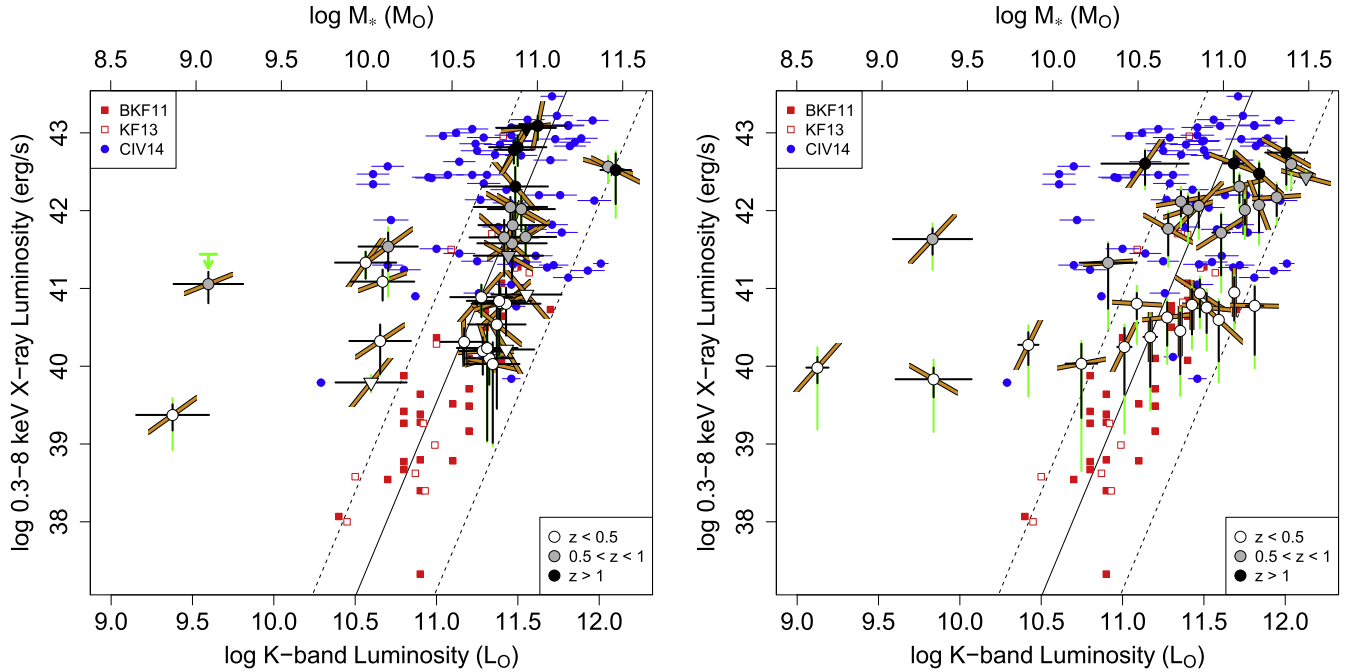 log M* (MO)
8.5 9.0 9.5 10.0 10.5 11.0 11.5
log 0.3−8 keV X−ray Luminosity (erg/s)
43
42
41
40
39
38
BKF11
KF13
CIV14
z < 0.5
0.5 < z < 1
z > 1
9.0 9.5 10.0 10.5 11.0 11.5 12.0
log K−band Luminosity (LO)
log M* (MO)
8.5 9.0 9.5 10.0 10.5 11.0 11.5
log 0.3−8 keV X−ray Luminosity (erg/s)
43
42
41
40
39
38
BKF11
KF13
CIV14
z < 0.5
0.5 < z < 1
z > 1
9.0 9.5 10.0 10.5 11.0 11.5 12.0
log K−band Luminosity (LO)